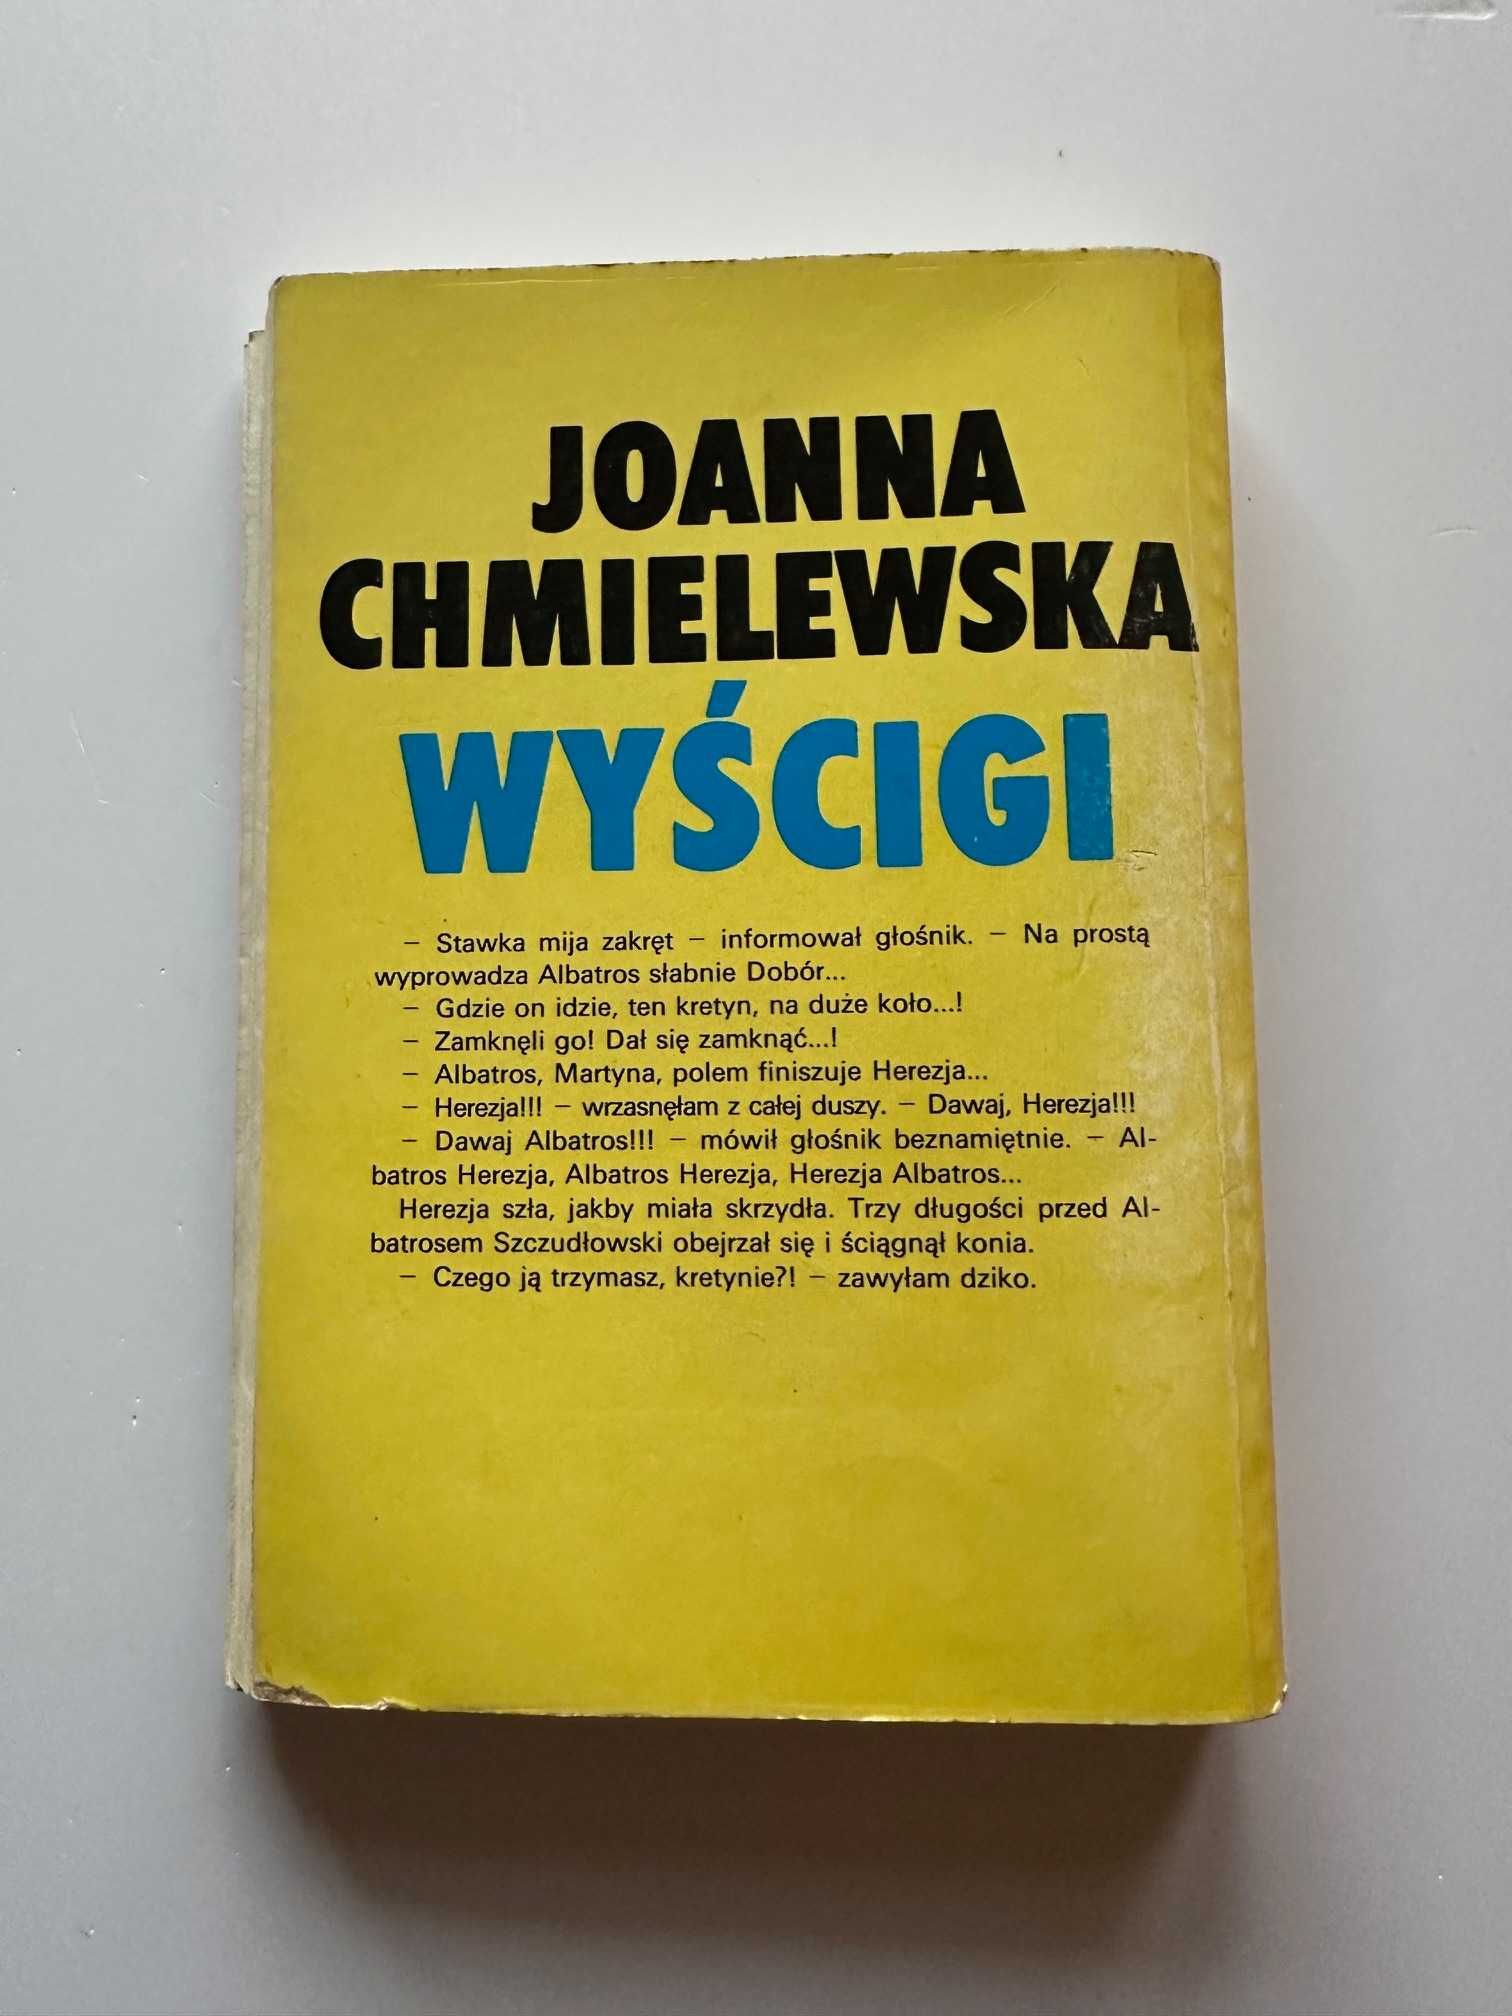 JOANNA
CHMIELEWSKA
WYŚCIGI
– Stawka mija zakręt – informował głośnik. – Na prostą
wyprowadza Albatros słabnie Dobór...
– Gdzie on idzie, ten kretyn, na duże koło...!
– Zamknęli go! Dał się zamknąć...!
– Albatros, Martyna, polem finiszuje Herezja...
– Herezja!!! – wrzasnęłam z całej duszy. – Dawaj, Herezja!!!
– Dawaj Albatros!!! – mówił głośnik beznamiętnie. – Al-
batros Herezja, Albatros Herezja, Herezja Albatros...
Herezja szła, jakby miała skrzydła. Trzy długości przed Al-
batrosem Szczudłowski obejrzał się i ściągnął konia.
– Czego ją trzymasz, kretynie?! – zawyłam dziko.